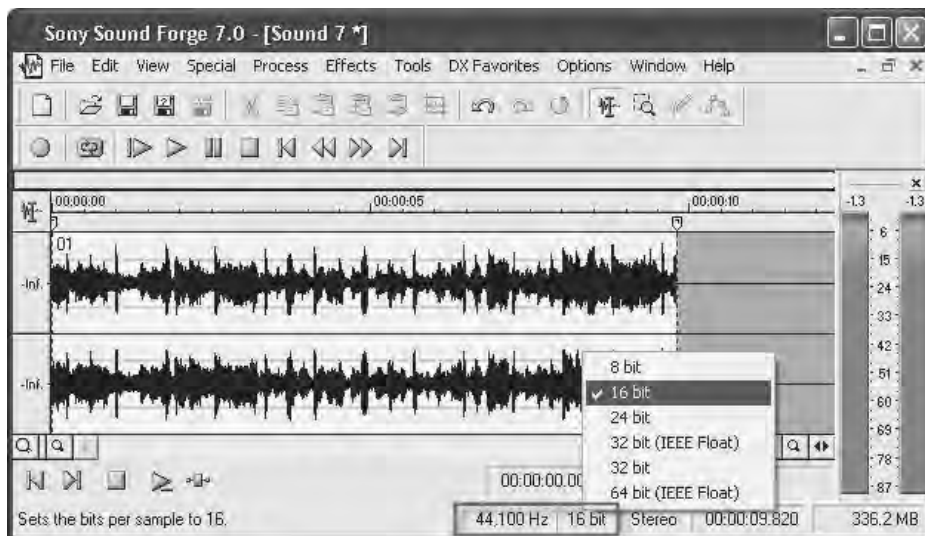 Sony Sound Forge 7.0 - [Sound 7 *]
File Edit View Special Process Effects Tools DX Favorites Options Window Help
00:00:00 00:00:05 00:00:10
-1.3 -1.3
01
-Inf.
-Inf.
6
15
24
33
42
51
60
69
78
87
8 bit
16 bit
24 bit
32 bit (IEEE Float)
32 bit
64 bit (IEEE Float)
00:00:00.00
Sets the bits per sample to 16.
44,100 Hz 16 bit Stereo 00:00:09.820 336.2 MB